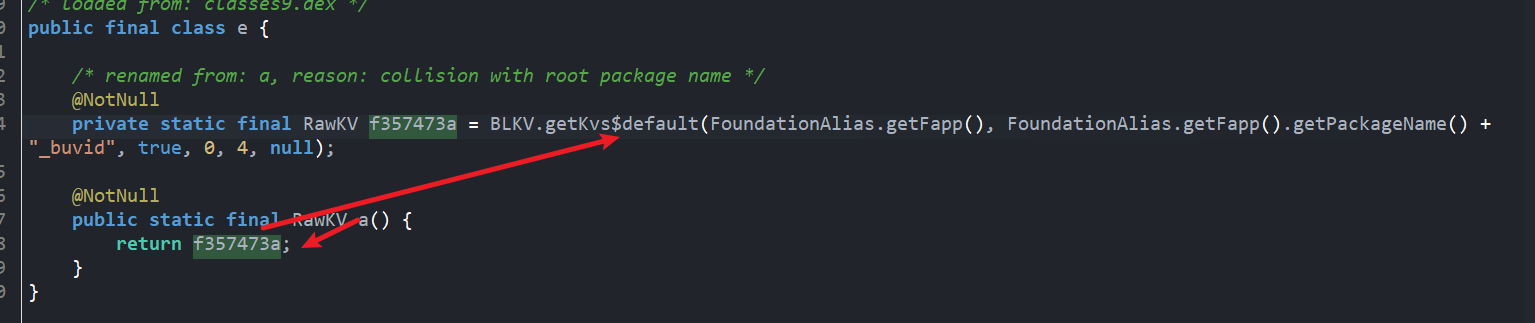 /* loaded from: classes9.dex */
public final class e {
/* renamed from: a, reason: collision with root package name */
@NotNull
private static final RawKV f357473a = BLKV.getKvs$default(FoundationAlias.getFapp(), FoundationAlias.getFapp().getPackageName() +
"_buvid", true, 0, 4, null);
@NotNull
public static final RawKV a() {
return f357473a;
}
}